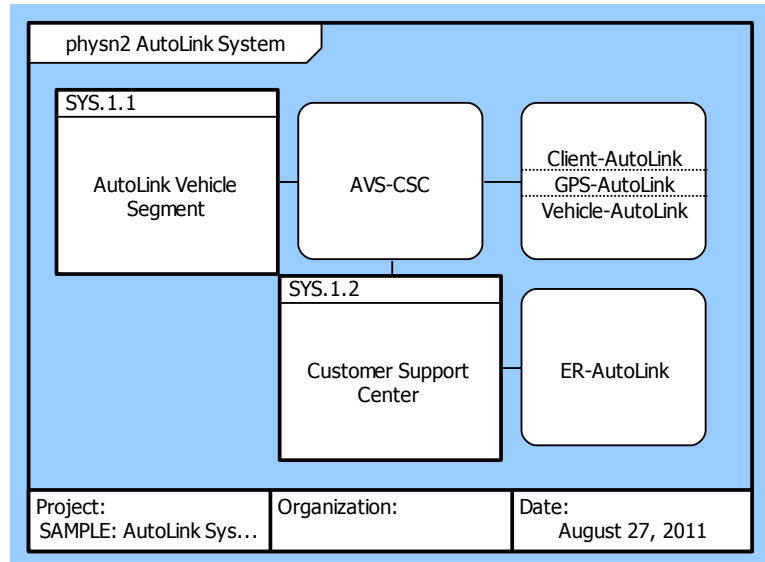 physn2 AutoLink System
SYS.1.1
AutoLink Vehicle
Segment
AVS-CSC
Client-AutoLink
GPS-AutoLink
Vehicle-AutoLink
SYS.1.2
Customer Support
Center
ER-AutoLink
Project:
SAMPLE: AutoLink Sys...
Organization:
Date:
August 27, 2011